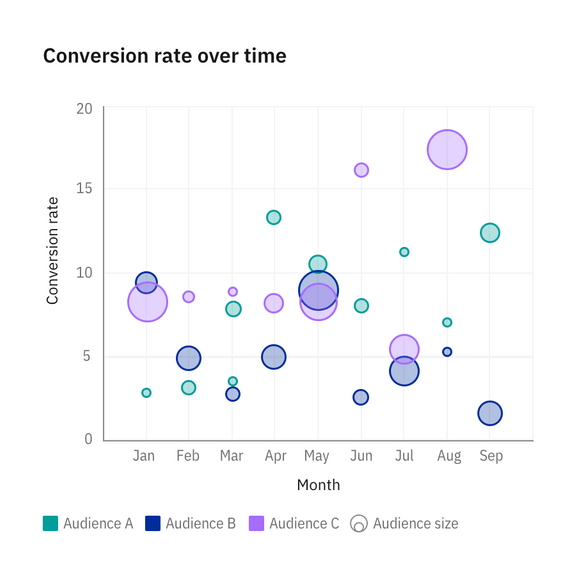 Conversion rate over time
20
15
10
5
0
Conversion rate
Jan Feb Mar Apr May Jun Jul Aug Sep
Month
Audience A Audience B Audience C Audience size